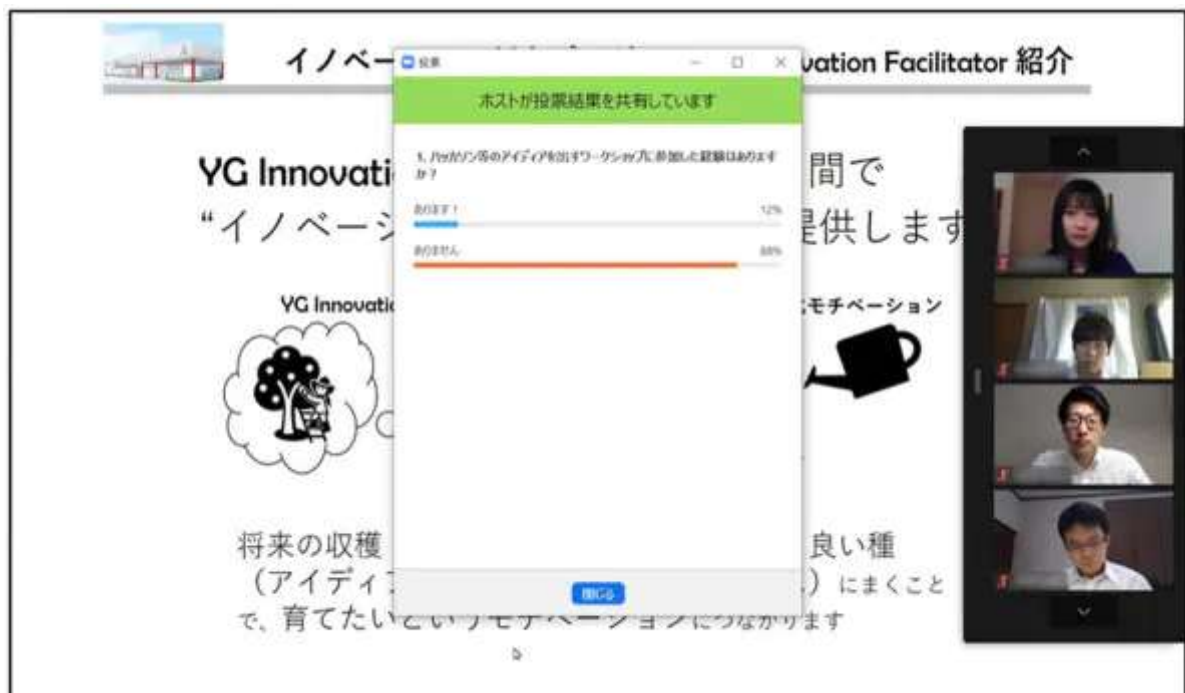 イノベー
vation Facilitator 紹介
投票
ホストが投票結果を共有しています
1. ハッカソン等のアイディアを出すワークショップに参加した経験はあります
か？
あります！ 12%
ありません 88%
YG Innovati
間で
“イノベーシ
提供します
YG Innovatio
モチベーション
将来の収穫
良い種
（アイディ
）にまくこと
で、育てたいというモチベーションにつながります
閉じる